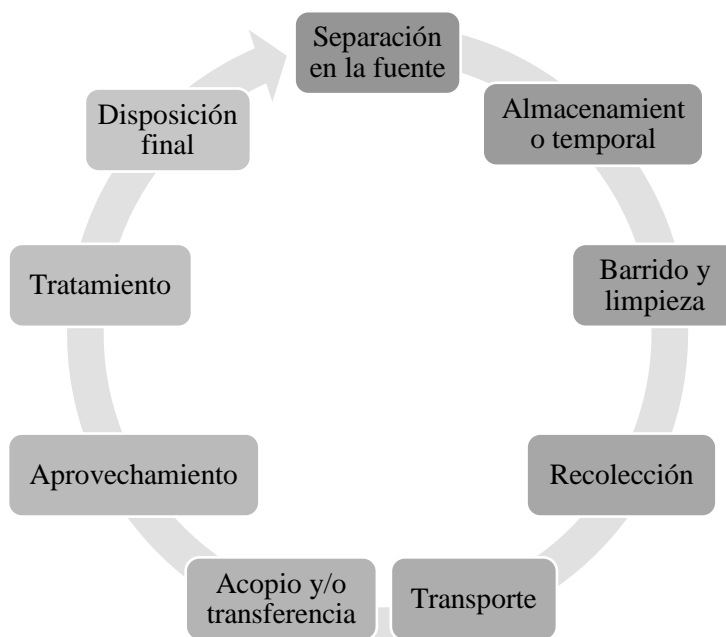 Separación
en la fuente
Almacenamient
o temporal
Barrido y
limpieza
Recolección
Transporte
Acopio y/o
transferencia
Aprovechamiento
Tratamiento
Disposición
final